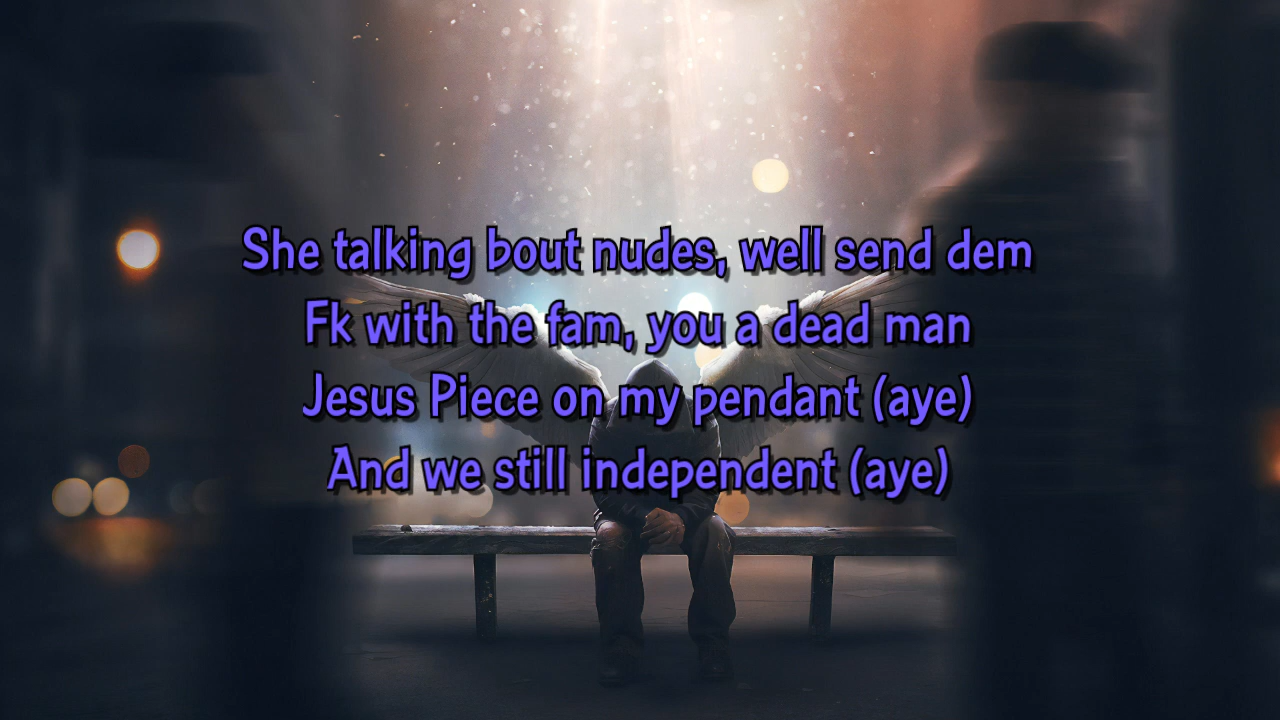 She talking bout nudes, well send dem
Fk with the fam, you a dead man
Jesus Piece on my pendant (aye)
And we still independent (aye)